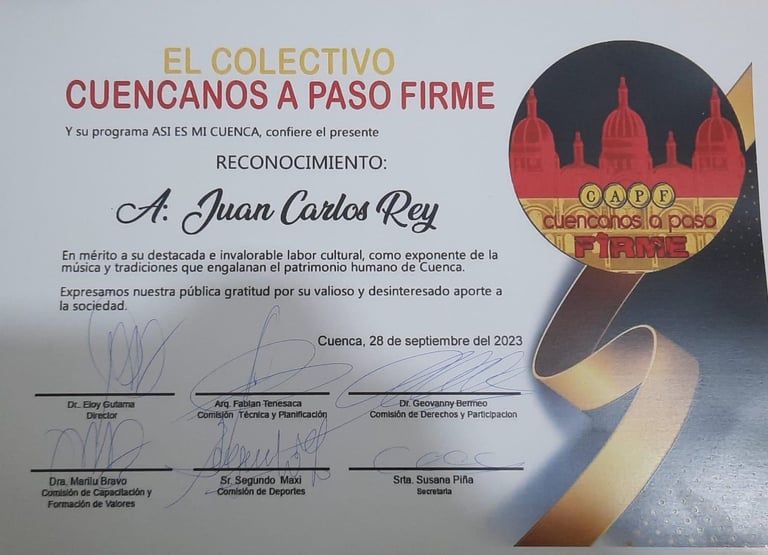 EL COLECTIVO
CUENCANOS A PASO FIRME
Y su programa ASI ES MI CUENCA, confiere el presente
RECONOCIMIENTO:
A: Juan Carlos Rey
En mérito a su destacada e invalorable labor cultural, como exponente de la
música y tradiciones que engalanan el patrimonio humano de Cuenca.
Expresamos nuestra pública gratitud por su valioso y desinteresado aporte a
la sociedad.
Cuenca, 28 de septiembre del 2023
CAPF
cuencanos a paso
FIRME
Dr. Eloy Gutama
Director
Arq. Fabian Tenesaca
Comisión Técnica y Planificación
Dr. Geovanny Bermeo
Comisión de Derechos y Participacion
Dra. Marilu Bravo
Comisión de Capacitación y
Formación de Valores
Sr. Segundo Maxi
Comisión de Deportes
Srta. Susana Piña
Secretaria